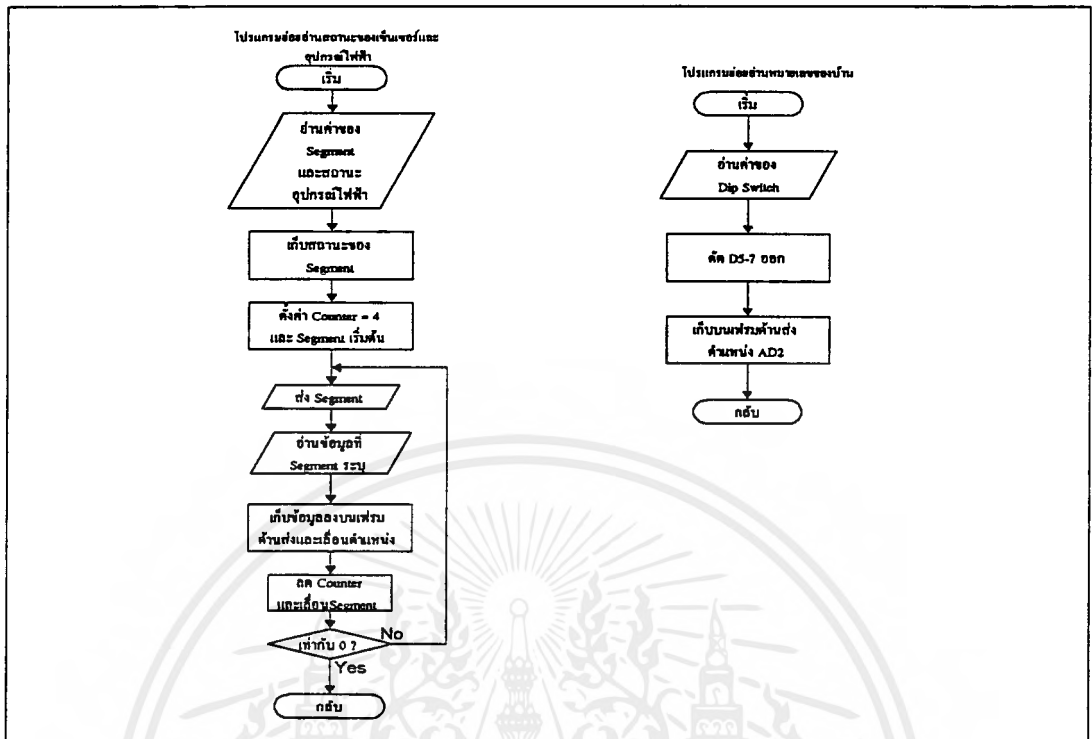 โปรแกรมย่อยอ่านสถานะของเซ็นเซอร์และ
อุปกรณ์ไฟฟ้า
เริ่ม
อ่านค่าของ
Segment
และสถานะ
อุปกรณ์ไฟฟ้า
เก็บสถานะของ
Segment
ตั้งค่า Counter = 4
และ Segment เริ่มต้น
ส่ง Segment
อ่านข้อมูลที่
Segment ระบุ
เก็บข้อมูลลงบนเฟรม
ด้านส่งและเลื่อนตำแหน่ง
ลด Counter
และเลื่อนSegment
เท่ากับ 0 ?
No
Yes
กลับ
โปรแกรมย่อยอ่านหมายเลขของบ้าน
เริ่ม
อ่านค่าของ
Dip Switch
ตัด D5-7 ออก
เก็บบนเฟรมด้านส่ง
ตำแหน่ง AD2
กลับ